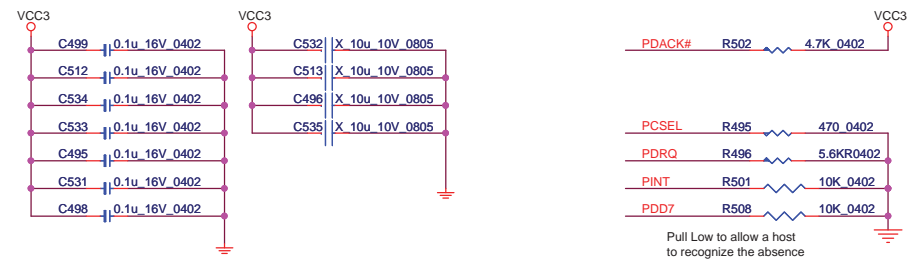 VCC3
C499 0.1u_16V_0402
C512 0.1u_16V_0402
C534 0.1u_16V_0402
C533 0.1u_16V_0402
C495 0.1u_16V_0402
C531 0.1u_16V_0402
C498 0.1u_16V_0402
VCC3
C532 X_10u_10V_0805
C513 X_10u_10V_0805
C496 X_10u_10V_0805
C535 X_10u_10V_0805
VCC3
PDACK# R502 4.7K_0402
PCSEL R495 470_0402
PDRQ R496 5.6KR0402
PINT R501 10K_0402
PDD7 R508 10K_0402
Pull Low to allow a host
to recognize the absence